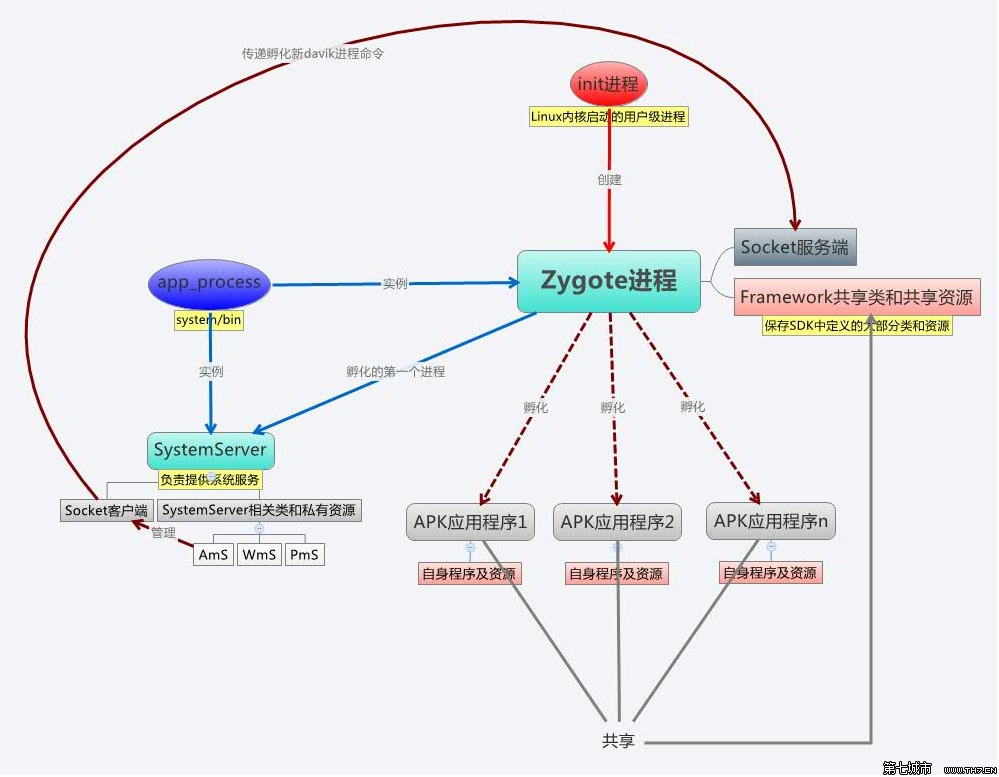 传递孵化新davik进程命令
init进程
Linux内核启动的用户级进程
创建
Socket服务端
Zygote进程
Framework共享类和共享资源
保存SDK中定义的大部分类和资源
app_process
system/bin
实例
实例
孵化的第一个进程
孵化
孵化
孵化
SystemServer
负责提供系统服务
Socket客户端
SystemServer相关类和私有资源
管理
AmS
WmS
PmS
APK应用程序1
APK应用程序2
APK应用程序n
自身程序及资源
自身程序及资源
自身程序及资源
共享
第七城市 www.TH7.CN